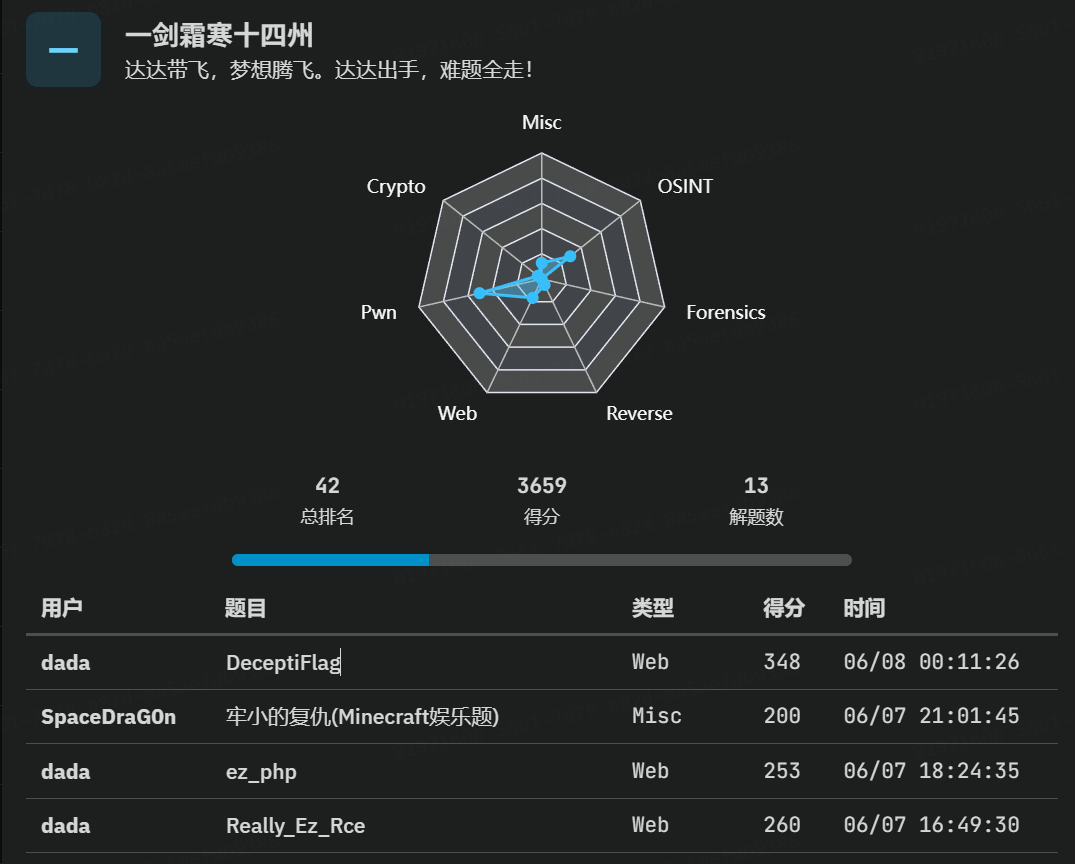 一
一剑霜寒十四州
达达带飞，梦想腾飞。达达出手，难题全走！
Misc
Crypto
OSINT
Pwn
Forensics
Web
Reverse
42 3659 13
总排名 得分 解题数
用户 题目 类型 得分 时间
dada DeceptiFlag Web 348 06/08 00:11:26
SpaceDraG0n 牢小的复仇(Minecraft娱乐题) Misc 200 06/07 21:01:45
dada ez_php Web 253 06/07 18:24:35
dada Really_Ez_Rce Web 260 06/07 16:49:30